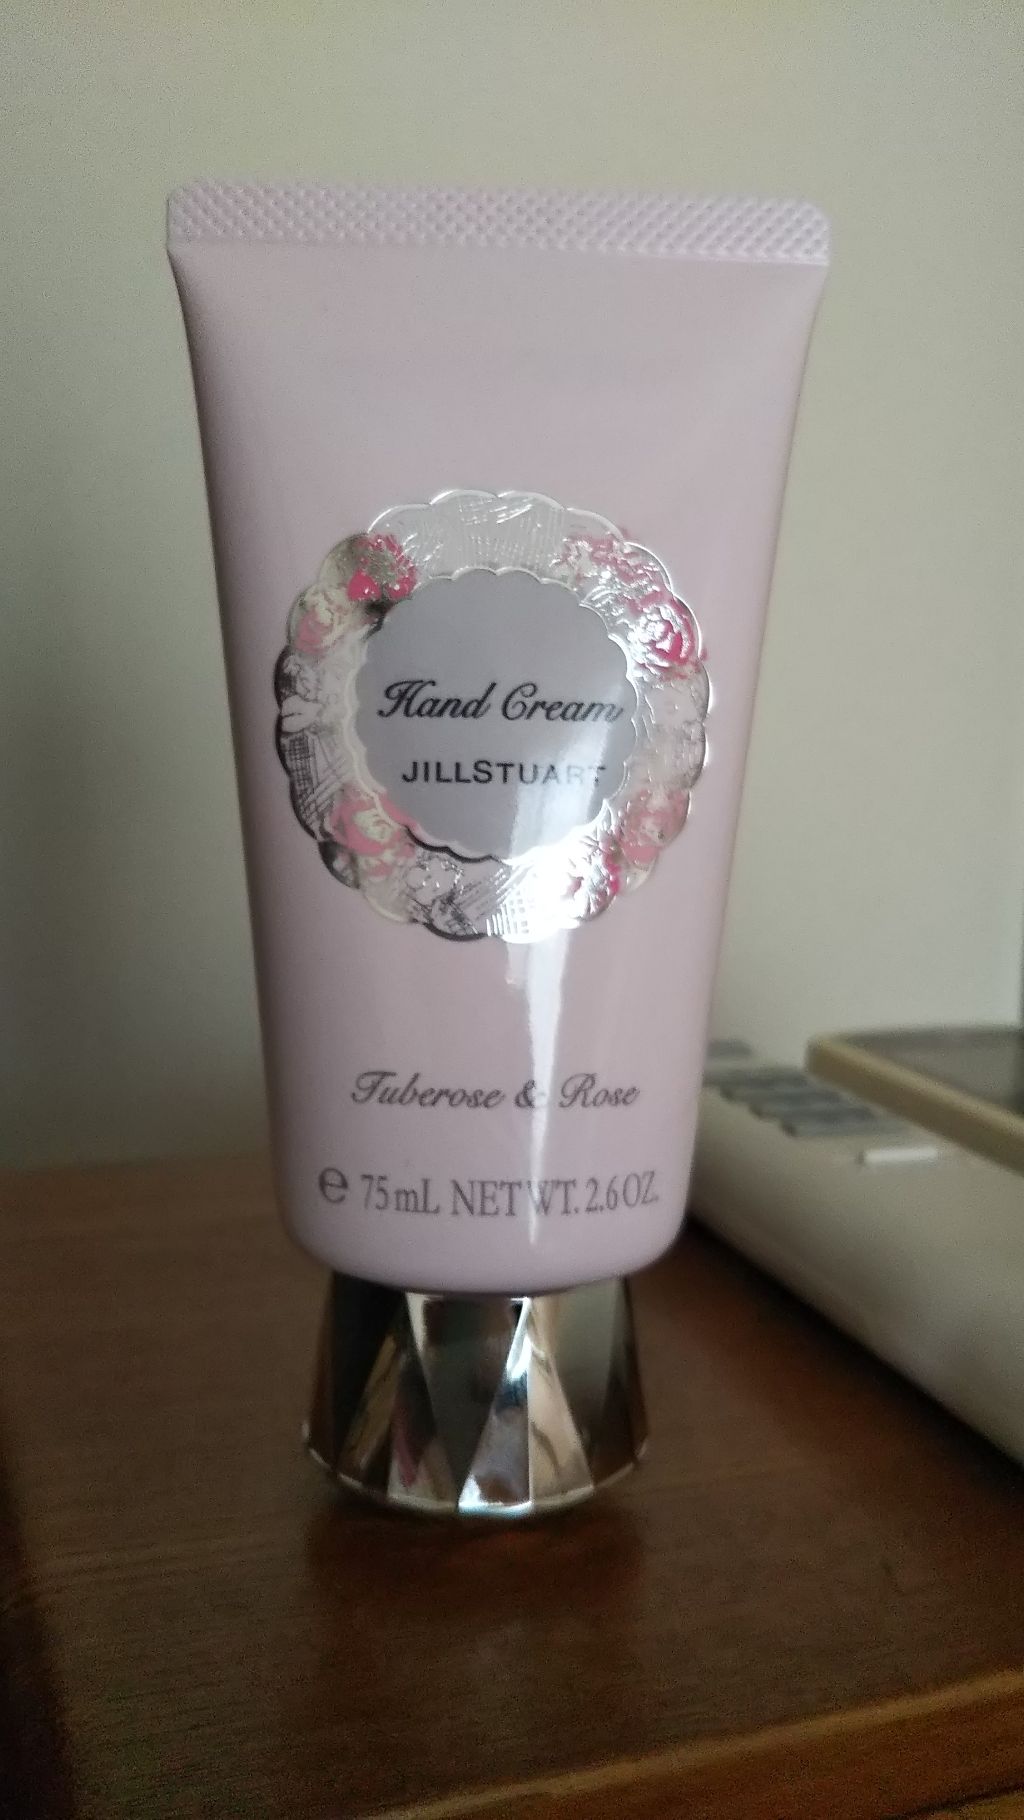 Hand Cream
JILLSTUART
Tuberose & Rose
℮ 75mL NET WT. 2.6 OZ.